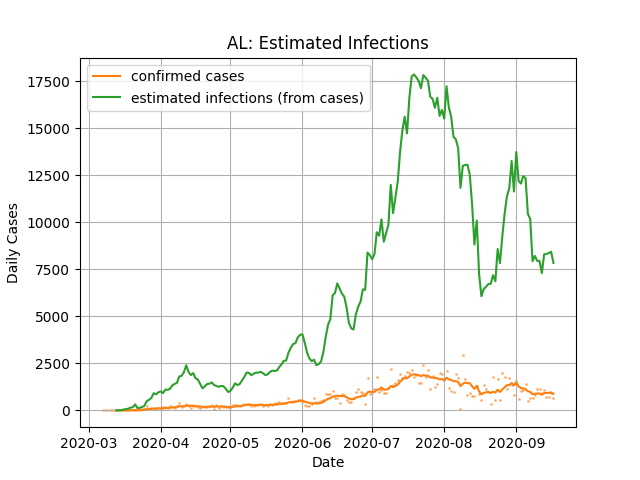 AL: Estimated Infections
confirmed cases
estimated infections (from cases)
17500
15000
12500
10000
7500
5000
2500
0
Daily Cases
2020-03 2020-04 2020-05 2020-06 2020-07 2020-08 2020-09
Date